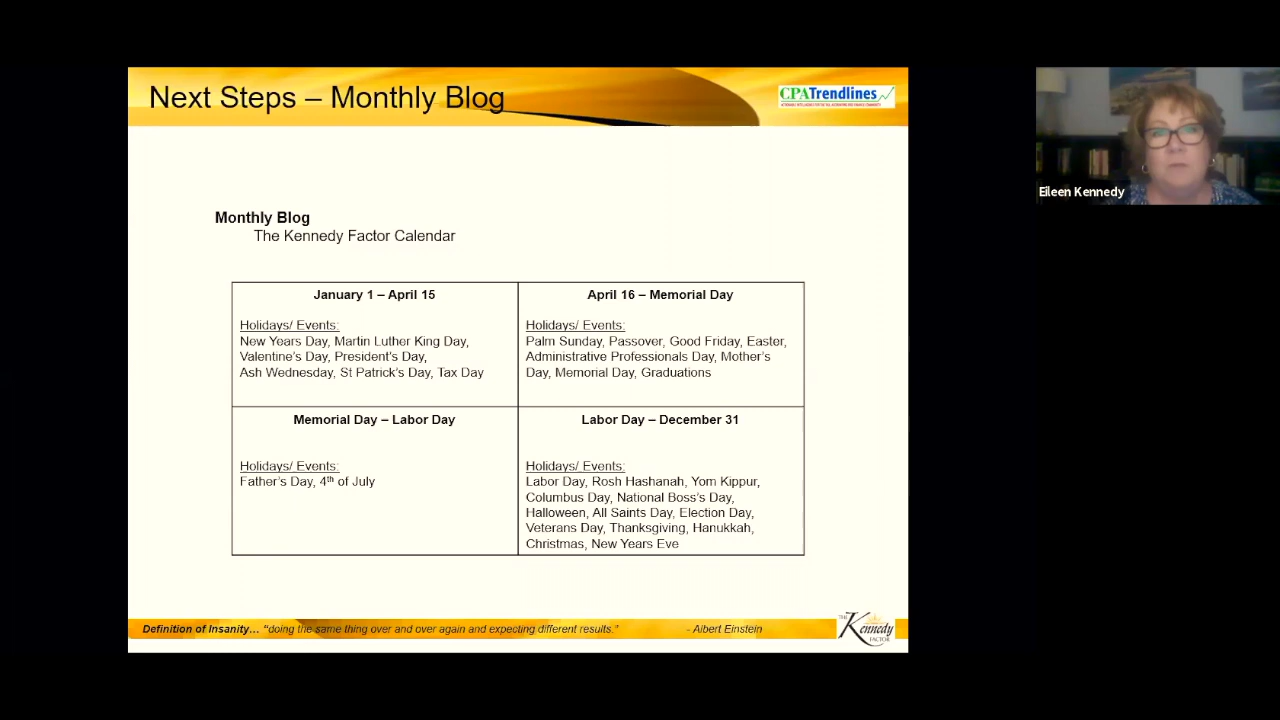 Next Steps – Monthly Blog
CPATrendlines
Eileen Kennedy
Monthly Blog
The Kennedy Factor Calendar
January 1 – April 15
Holidays/ Events:
New Years Day, Martin Luther King Day,
Valentine's Day, President's Day,
Ash Wednesday, St Patrick's Day, Tax Day
April 16 – Memorial Day
Holidays/ Events:
Palm Sunday, Passover, Good Friday, Easter,
Administrative Professionals Day, Mother's
Day, Memorial Day, Graduations
Memorial Day – Labor Day
Holidays/ Events:
Father's Day, 4th of July
Labor Day – December 31
Holidays/ Events:
Labor Day, Rosh Hashanah, Yom Kippur,
Columbus Day, National Boss's Day,
Halloween, All Saints Day, Election Day,
Veterans Day, Thanksgiving, Hanukkah,
Christmas, New Years Eve
Definition of Insanity... "doing the same thing over and over again and expecting different results." - Albert Einstein
THE
Kennedy
FACTOR